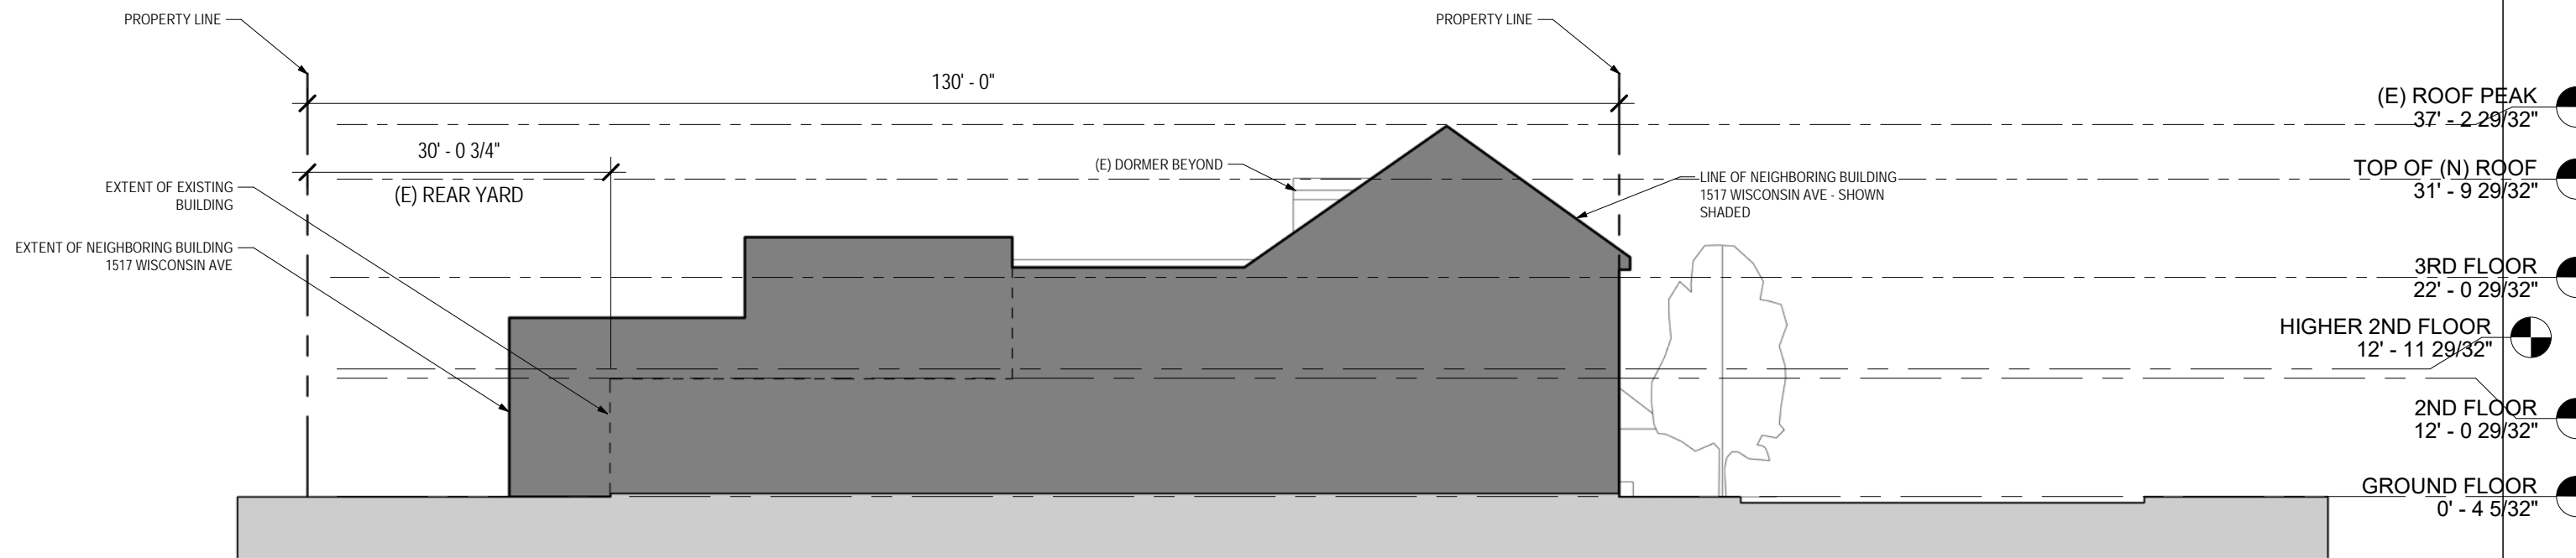 PROPERTY LINE
PROPERTY LINE
130' - 0"
30' - 0 3/4"
(E) REAR YARD
EXTENT OF EXISTING
BUILDING
EXTENT OF NEIGHBORING BUILDING
1517 WISCONSIN AVE
(E) DORMER BEYOND
LINE OF NEIGHBORING BUILDING
1517 WISCONSIN AVE - SHOWN
SHADED
(E) ROOF PEAK
37' - 2 29/32"
TOP OF (N) ROOF
31' - 9 29/32"
3RD FLOOR
22' - 0 29/32"
HIGHER 2ND FLOOR
12' - 11 29/32"
2ND FLOOR
12' - 0 29/32"
GROUND FLOOR
0' - 4 5/32"